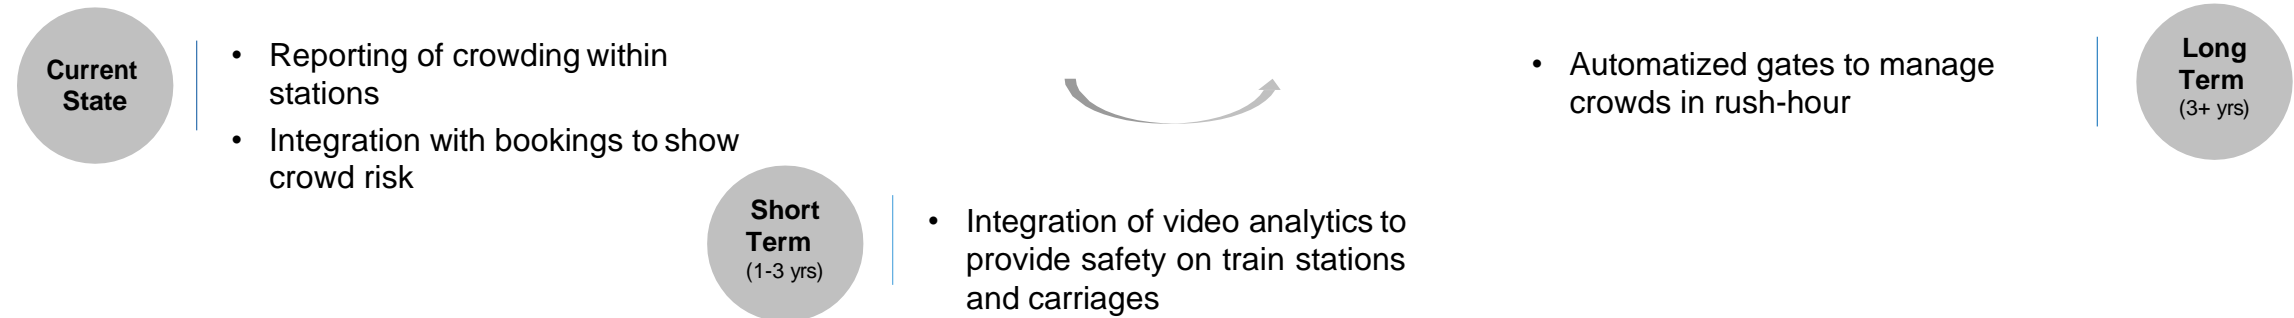 Current
State
• Reporting of crowding within
stations
• Integration with bookings to show
crowd risk
Short
Term
(1-3 yrs)
• Integration of video analytics to
provide safety on train stations
and carriages
• Automatized gates to manage
crowds in rush-hour
Long
Term
(3+ yrs)